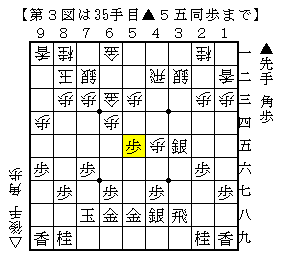 【第３図は35手目▲５五同歩まで】
９ ８ ７ ６ ５ ４ ３ ２ １
香 桂 金 桂 一
玉 銀 飛 銀 香 二
歩 歩 金 歩 歩 歩 三
歩 歩 四
歩 歩 銀 五
歩 歩 歩 六
歩 歩 歩 歩 七
玉 金 金 銀 飛 八
香 桂 桂 香 九
▲先手 角歩
△後手 角歩